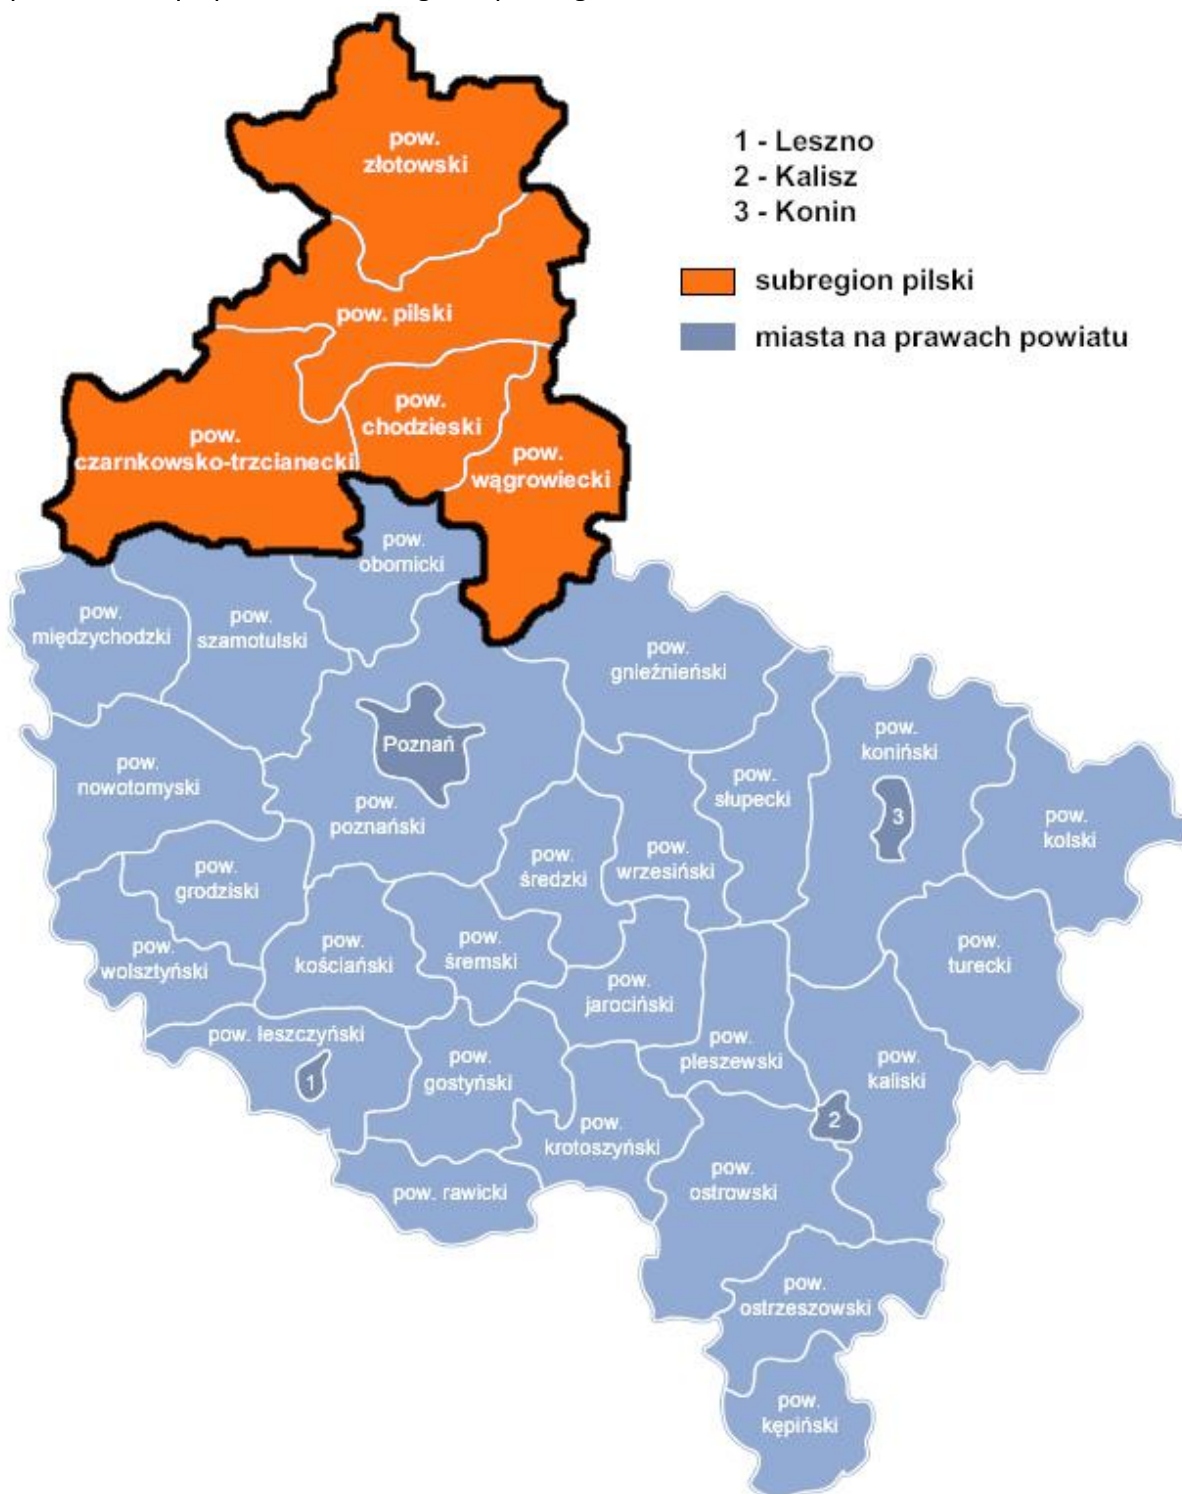 pow.
złotowski
1 - Leszno
2 - Kalisz
3 - Konin
subregion pilski
miasta na prawach powiatu
pow. pilski
pow.
chodzieski
pow.
czarnkowsko-trzcianecki
pow.
wągrowiecki
pow.
obornicki
pow.
międzychodzki
pow.
szamotulski
pow.
gnieźnieński
Poznań
pow.
koniński
pow.
nowotomyski
pow.
słupecki
pow.
poznański
3
pow.
kolski
pow.
grodziski
pow.
średzki
pow.
wrzesiński
pow.
wolsztyński
pow.
kościański
pow.
śremski
pow.
turecki
pow.
jarociński
pow. leszczyński
1
pow.
gostyński
pow.
pleszewski
pow.
kaliski
2
pow.
krotoszyński
pow. rawicki
pow.
ostrowski
pow.
ostrzeszowski
pow.
kępiński